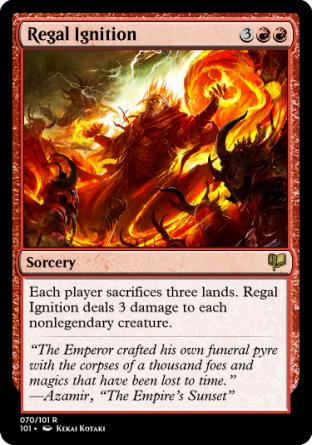 Regal Ignition 3
Sorcery
Each player sacrifices three lands. Regal
Ignition deals 3 damage to each
nonlegendary creature.
“The Emperor crafted his own funeral pyre
with the corpses of a thousand foes and
magics that have been lost to time.”
—Azamir, “The Empire’s Sunset”
070/101 R
101 • Kekai Kotaki